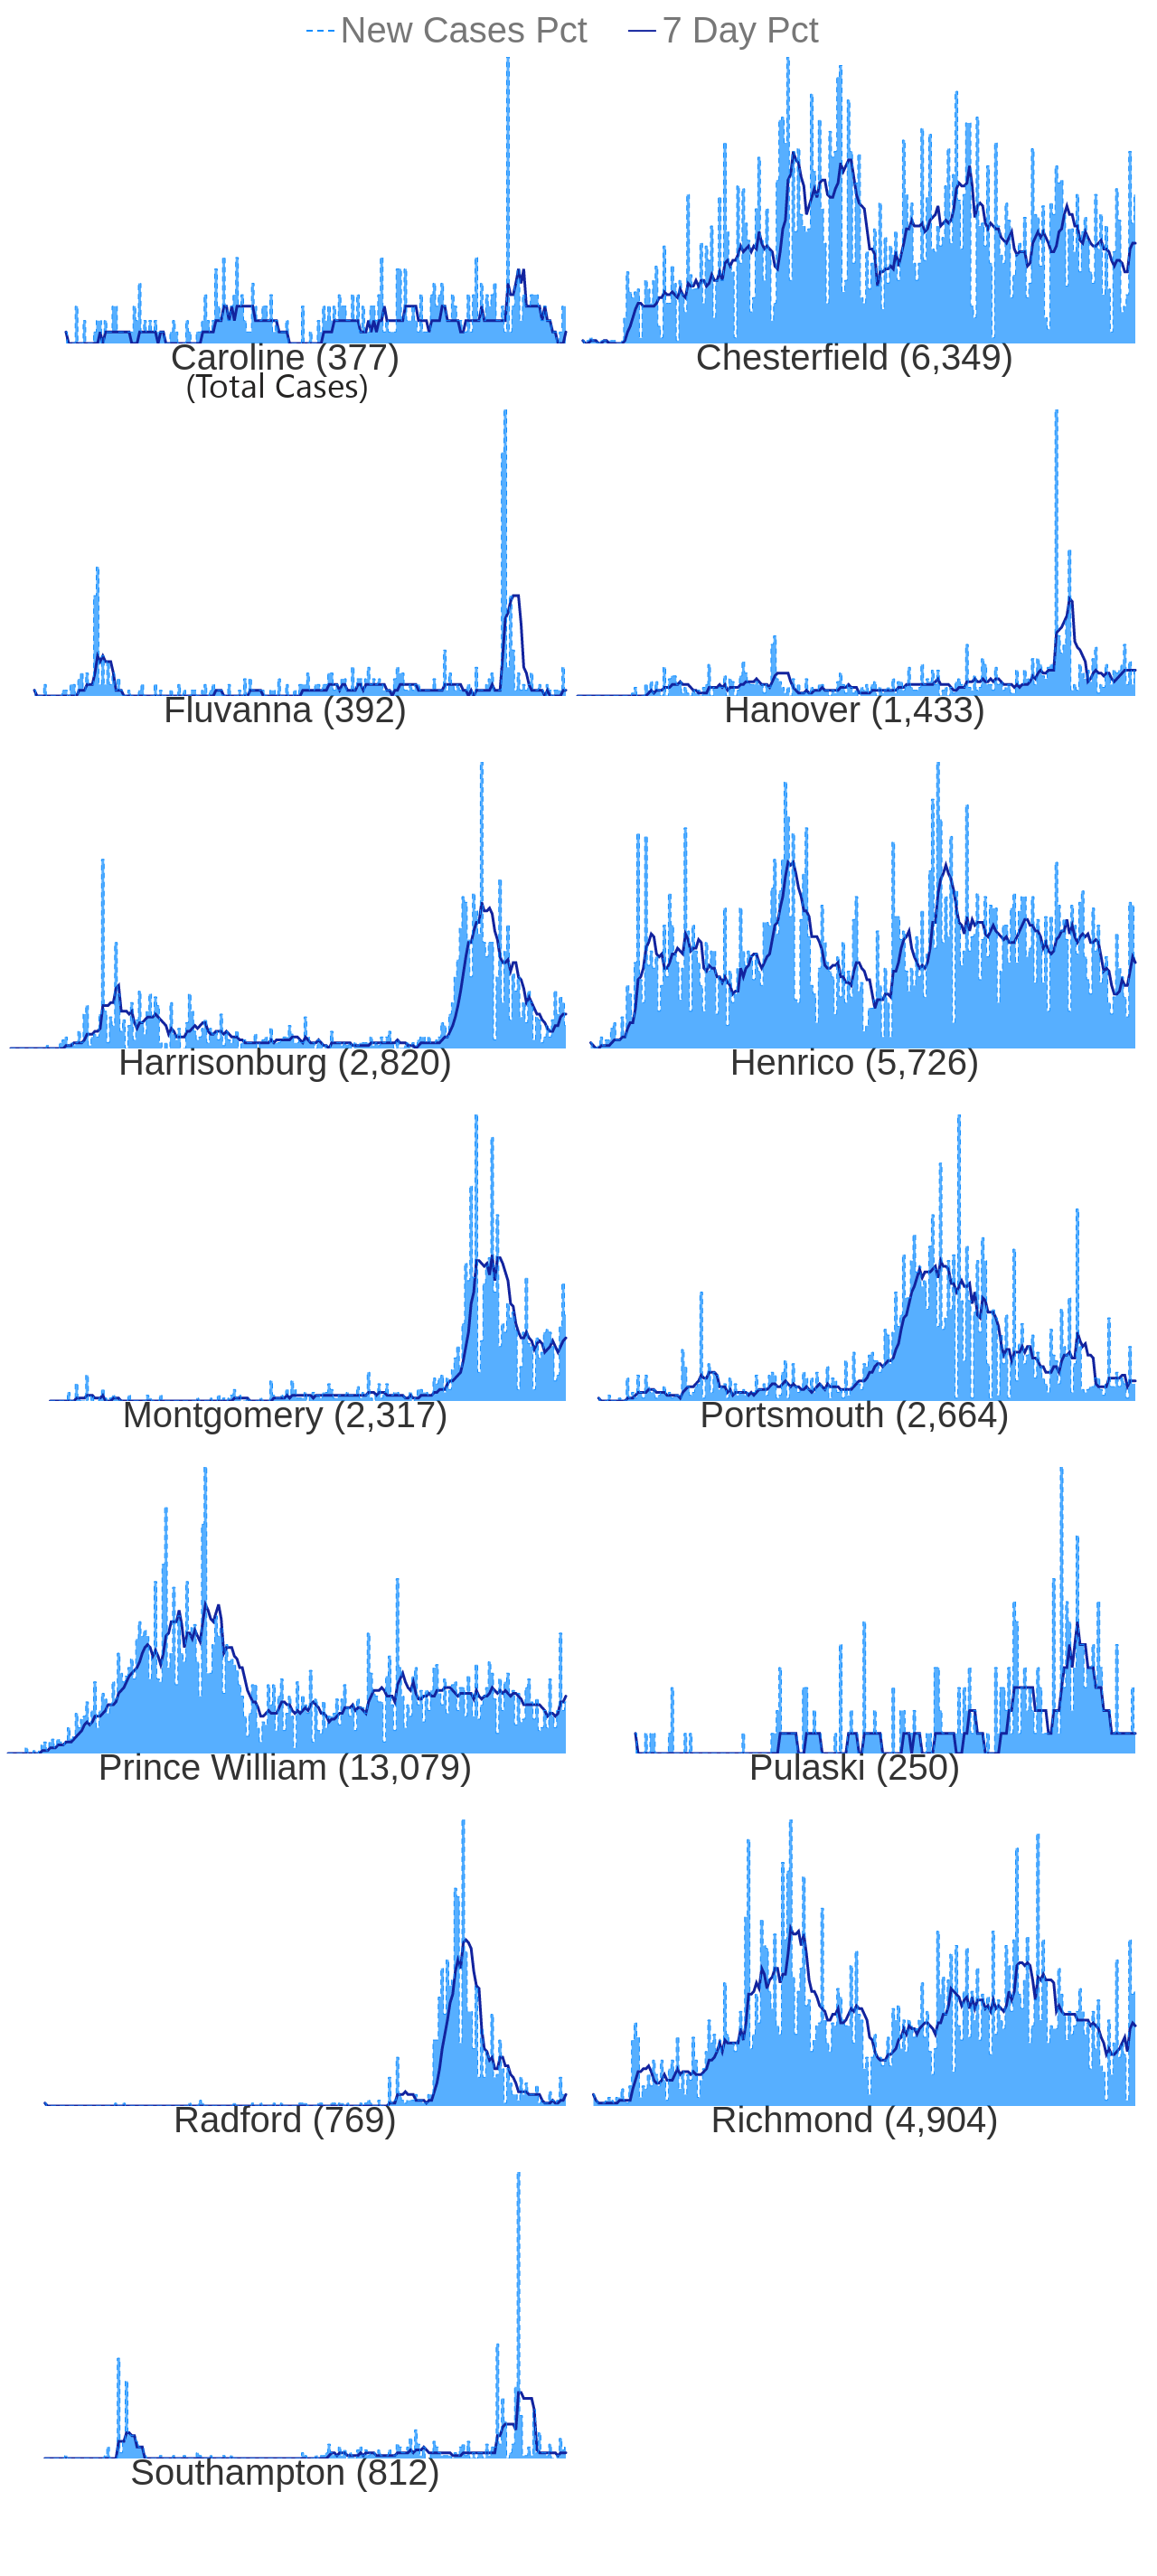 New Cases Pct 7 Day Pct
Caroline (377) Chesterfield (6,349)
(Total Cases)
Fluvanna (392) Hanover (1,433)
Harrisonburg (2,820) Henrico (5,726)
Montgomery (2,317) Portsmouth (2,664)
Prince William (13,079) Pulaski (250)
Radford (769) Richmond (4,904)
Southampton (812)